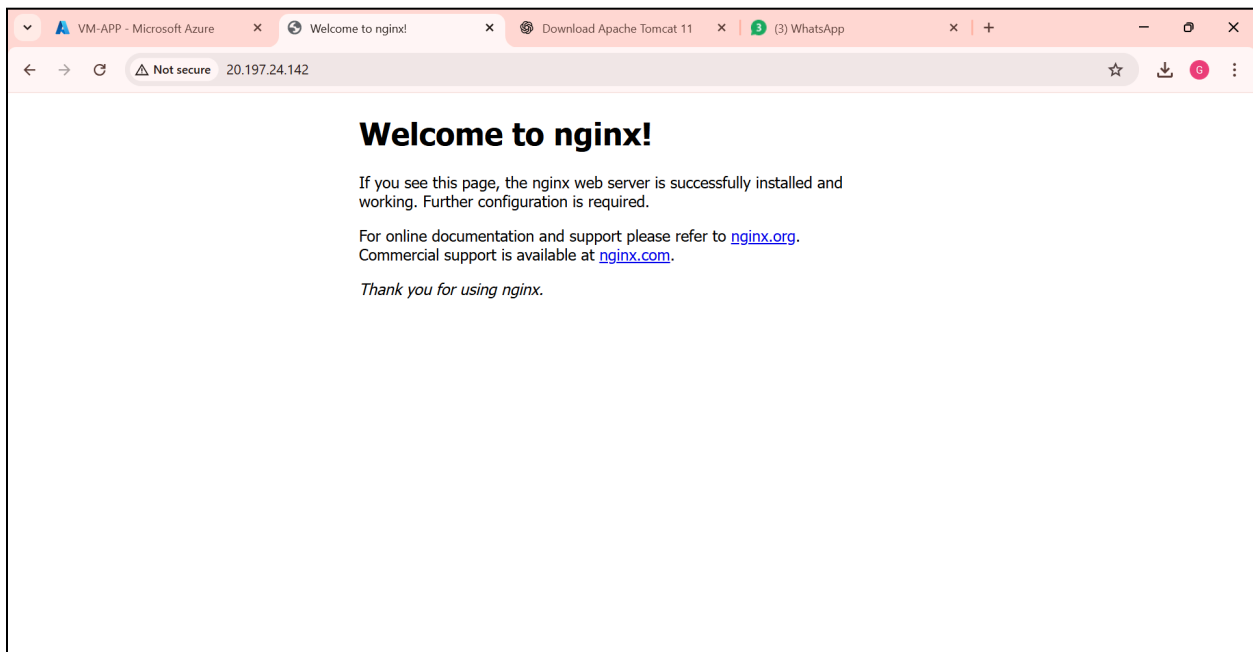 VM-APP - Microsoft Azure
Welcome to nginx!
Download Apache Tomcat 11
3
(3) WhatsApp
Not secure
20.197.24.142
G
Welcome to nginx!
If you see this page, the nginx web server is successfully installed and
working. Further configuration is required.
For online documentation and support please refer to nginx.org.
Commercial support is available at nginx.com.
Thank you for using nginx.